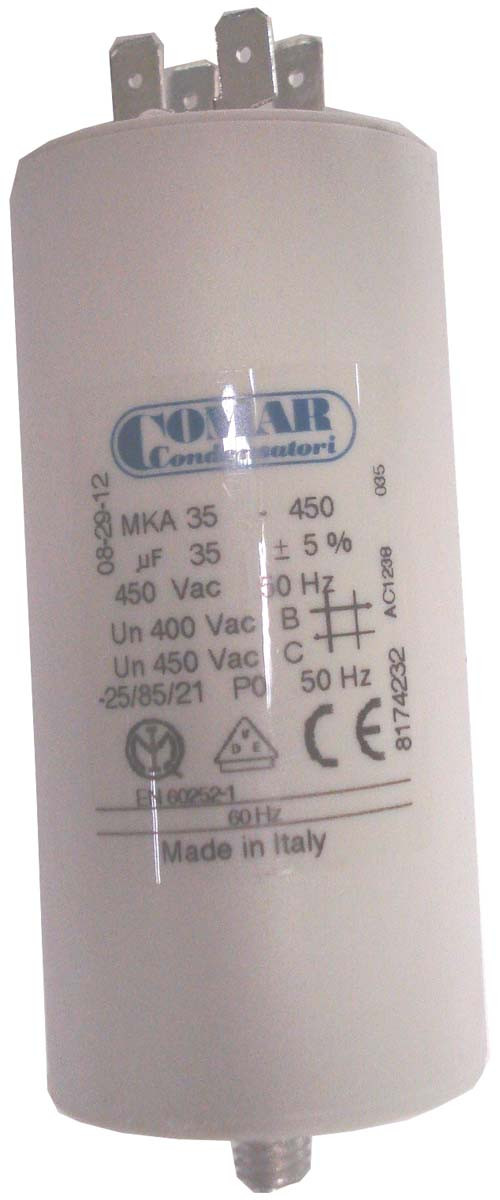 COMAR
Condensatori
MKA 35 - 450
µF 35 ± 5 %
450 Vac 50 Hz
Un 400 Vac B
Un 450 Vac C
-25/85/21 P0 50 Hz
V
D E
CE
EN 60252-1
60 Hz
Made in Italy
08-29-12
035
AC1238
8174232